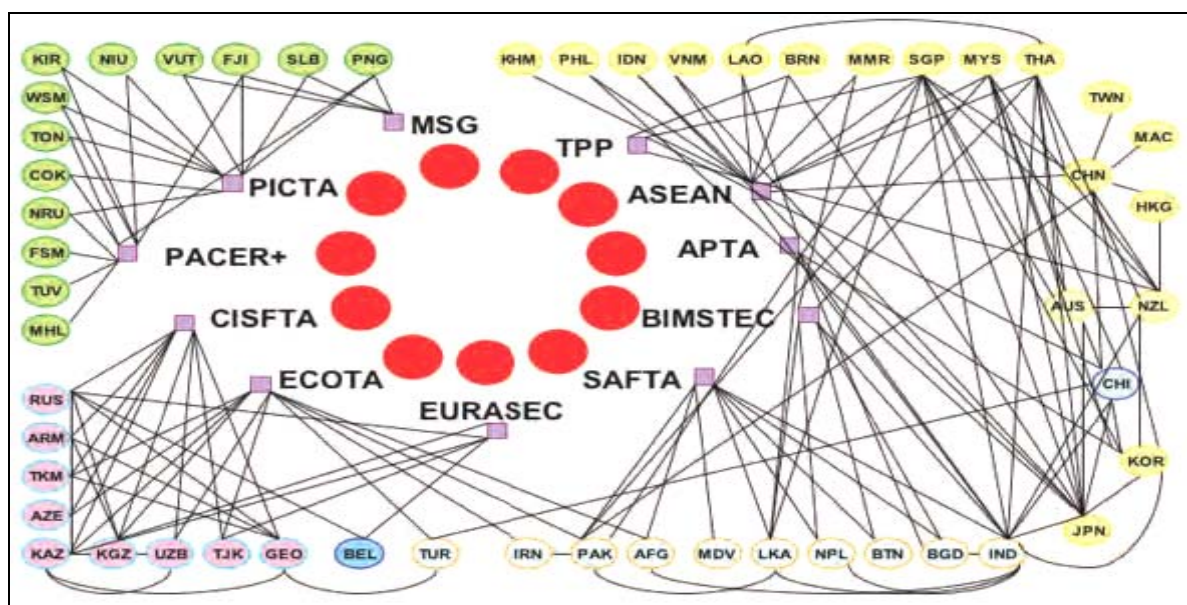 KIR NIU VUT FJI SLB PNG KHM PHL IDN VNM LAO BRN MMR SGP MYS THA
WSM
TWN
MSG
TON
TPP
MAC
COK
PICTA
ASEAN
CHN
NRU
HKG
FSM
PACER+
APTA
TUV
AUS NZL
MHL
CISFTA
BIMSTEC
ECOTA
SAFTA
CHI
RUS
EURASEC
ARM
KOR
TKM
AZE
JPN
KAZ KGZ UZB TJK GEO BEL TUR IRN PAK AFG MDV LKA NPL BTN BGD IND